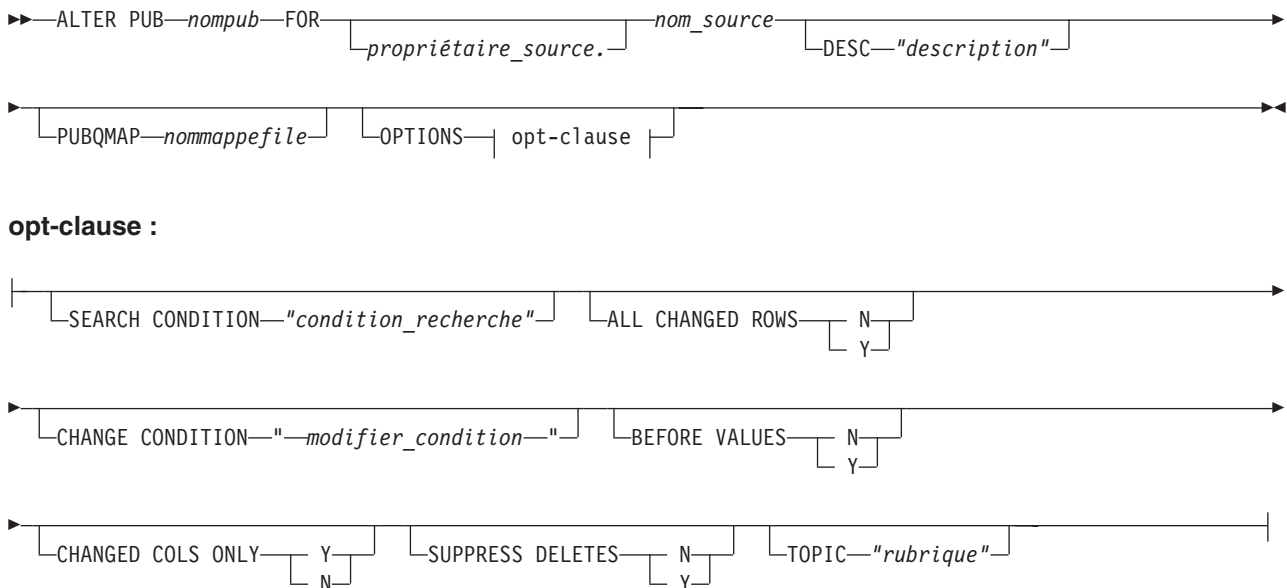 ALTER PUB nompub FOR nom_source
propriétaire_source. DESC "description"
PUBQMAP nommappefile OPTIONS opt-clause
opt-clause :
SEARCH CONDITION "condition_recherche" ALL CHANGED ROWS N
Y
CHANGE CONDITION " modifier_condition " BEFORE VALUES N
Y
CHANGED COLS ONLY Y SUPPRESS DELETES N TOPIC "rubrique"
N Y